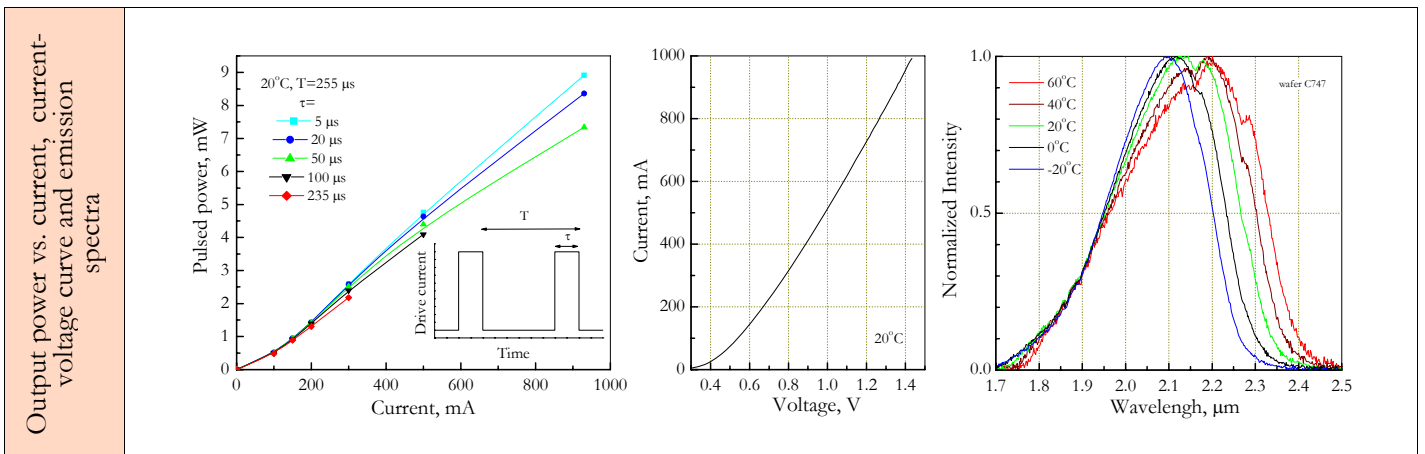 Output power vs. current, current-
voltage curve and emission
spectra
Pulsed power, mW
9
8
7
6
5
4
3
2
1
0
20°C, T=255 μs
τ=
5 μs
20 μs
50 μs
100 μs
235 μs
T
τ
Drive current
Time
0 200 400 600 800 1000
Current, mA
Current, mA
1000
800
600
400
200
0
20°C
0.4 0.6 0.8 1.0 1.2 1.4
Voltage, V
Normalized Intensity
1.0
0.5
0.0
60°C
40°C
20°C
0°C
-20°C
wafer C747
1.7 1.8 1.9 2.0 2.1 2.2 2.3 2.4 2.5
Wavelengh, μm